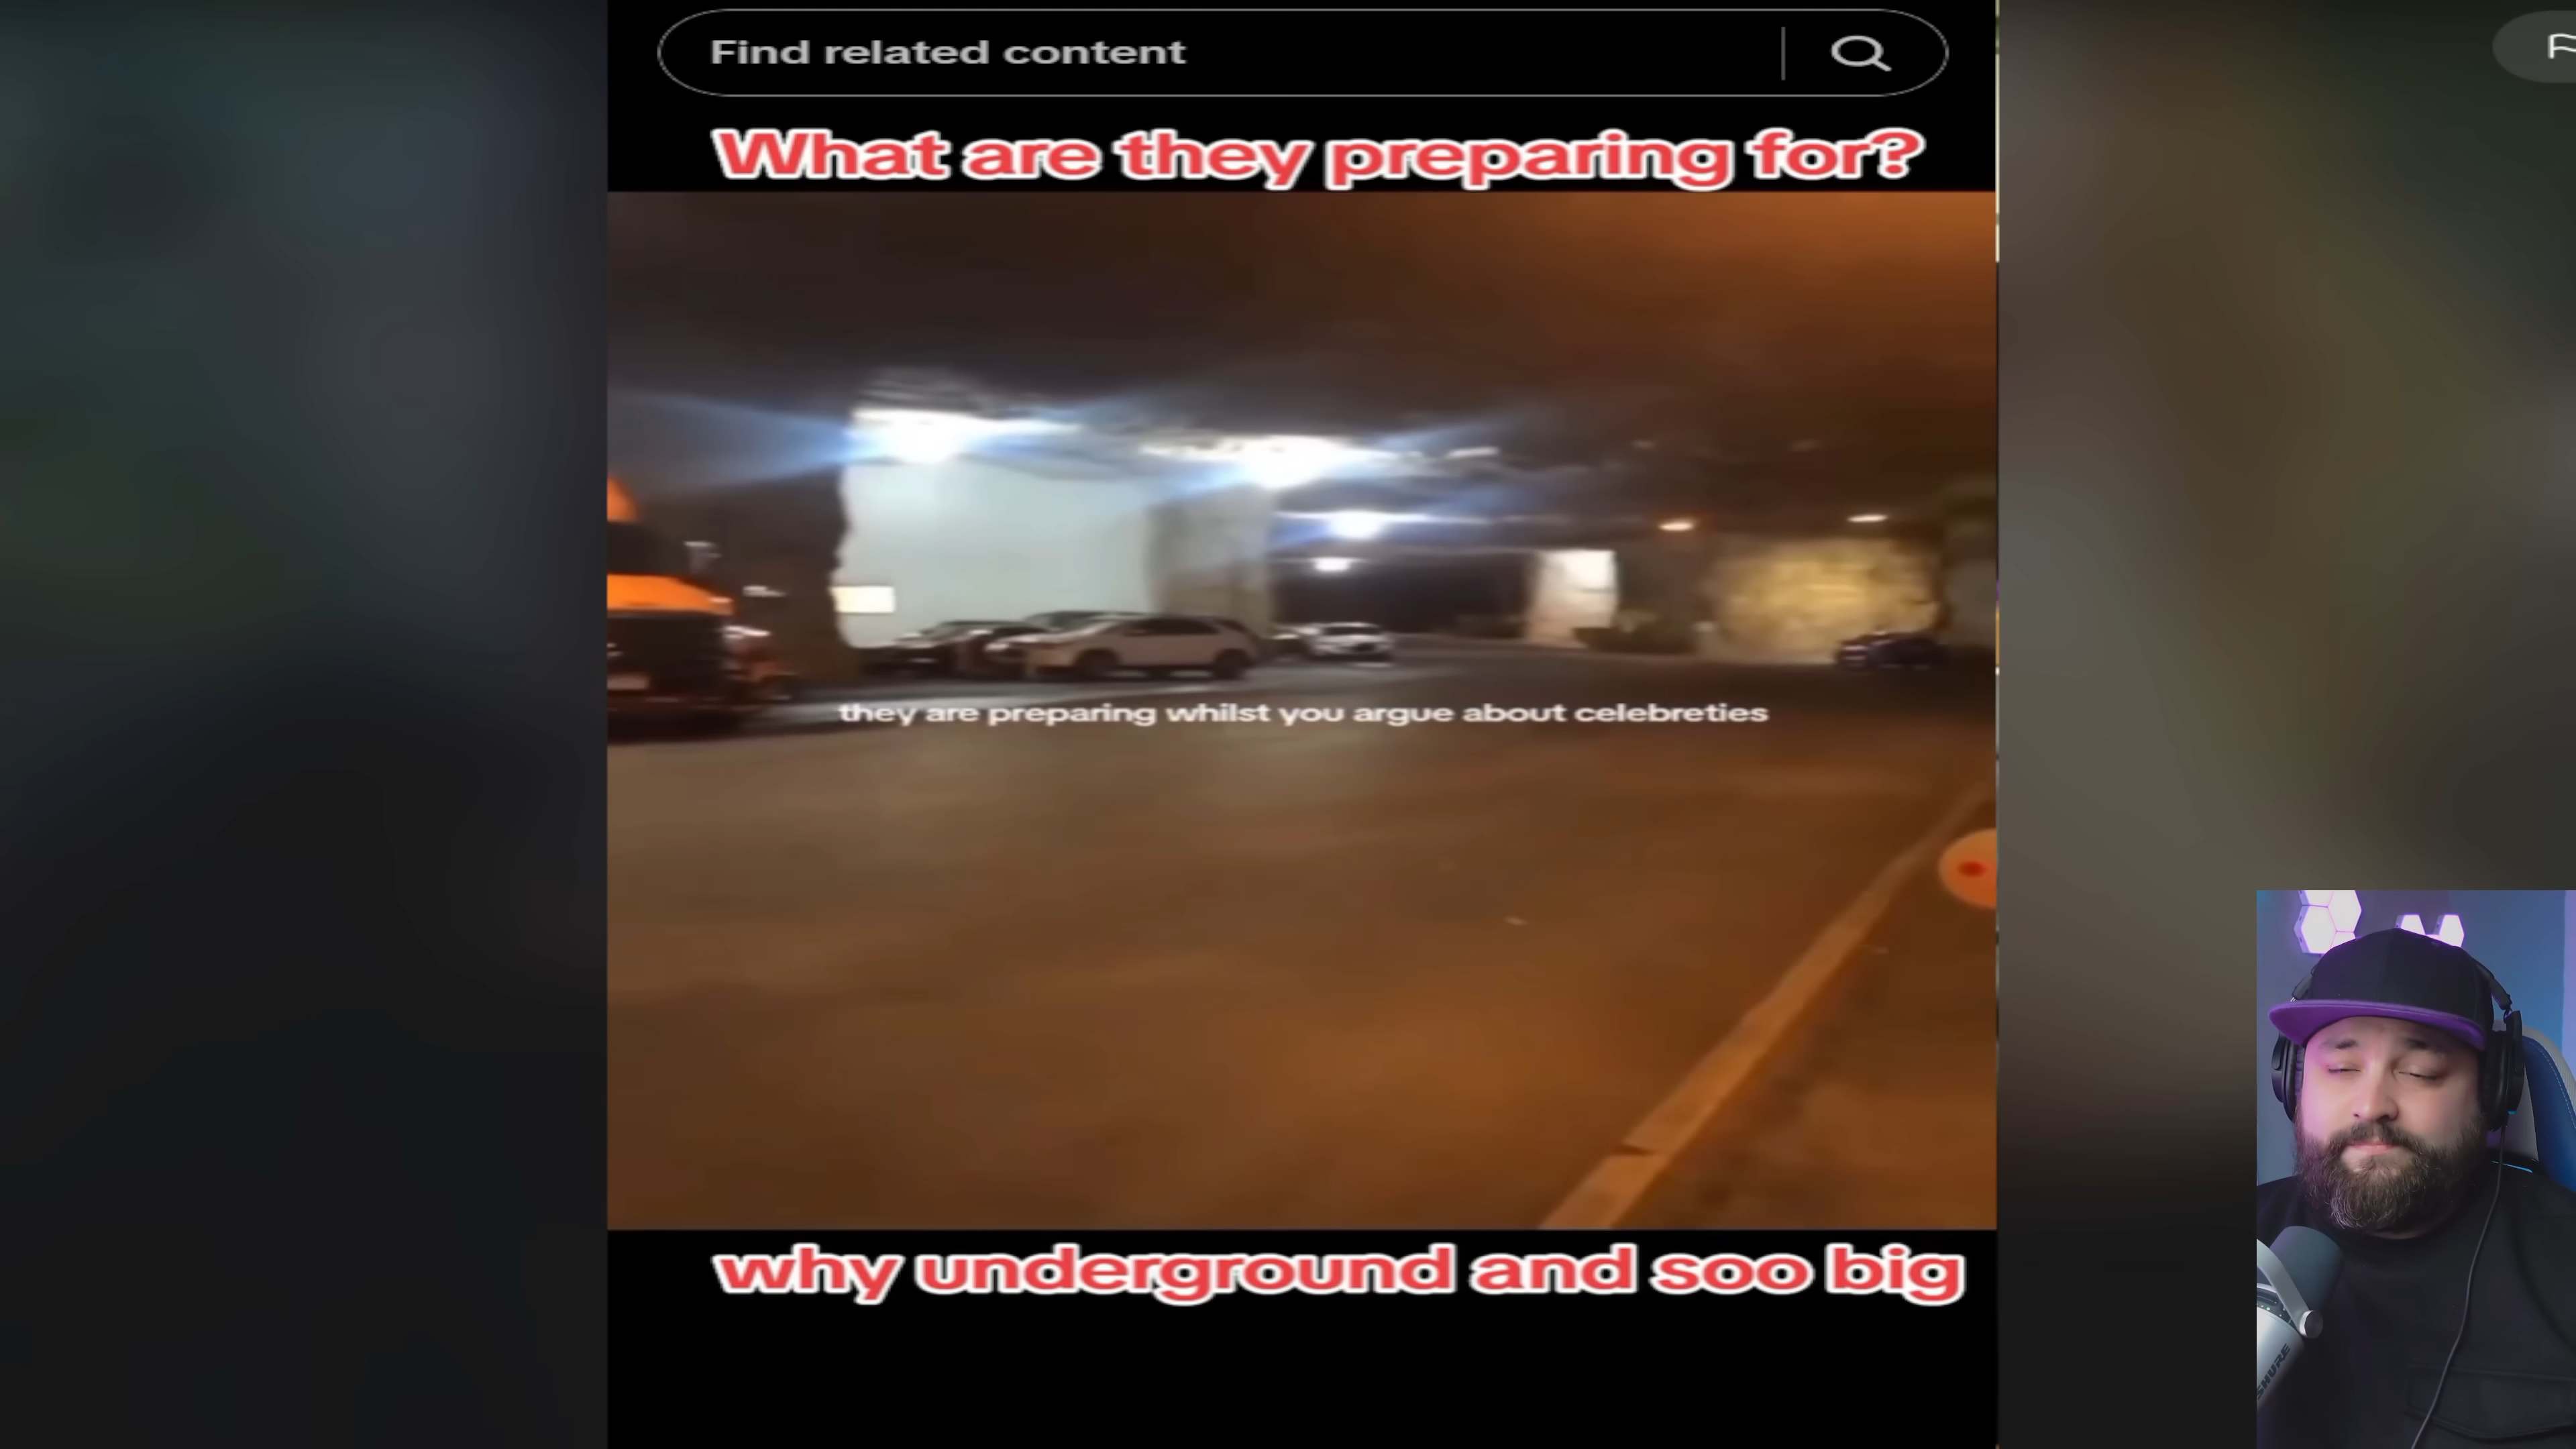 Find related content
What are they preparing for?
they are preparing whilst you argue about celebreties
why underground and soo big
SHURE